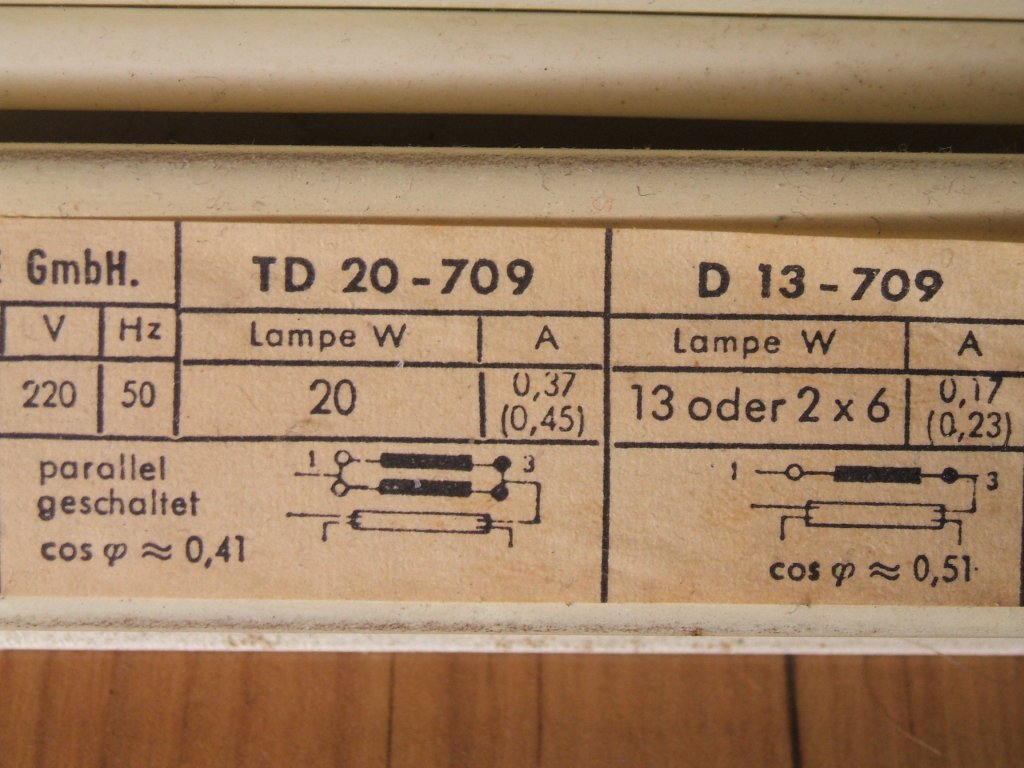 GmbH.
V Hz
220 50
parallel
geschaltet
cos φ ≈ 0,41
TD 20-709
Lampe W A
20 0,37
(0,45)
1 3
D 13-709
Lampe W A
13 oder 2 x 6 0,17
(0,23)
1 3
cos φ ≈ 0,51